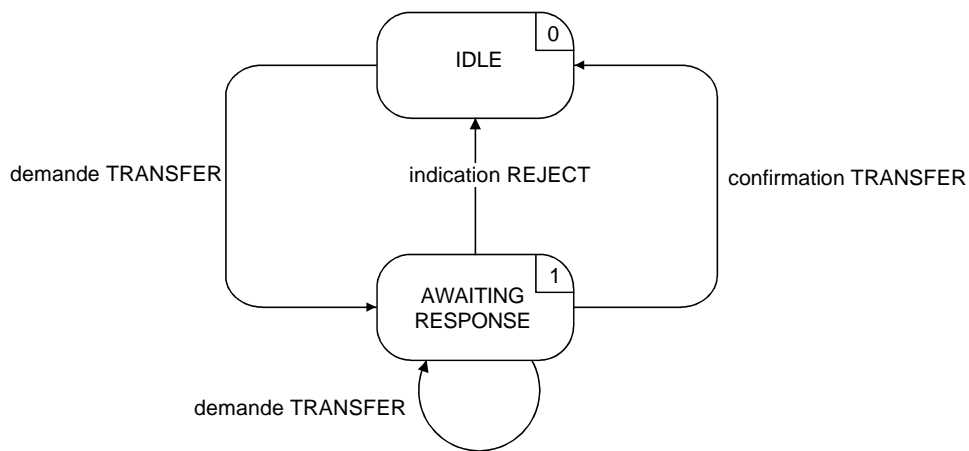 0
IDLE
demande TRANSFER
indication REJECT
confirmation TRANSFER
1
AWAITING
RESPONSE
demande TRANSFER